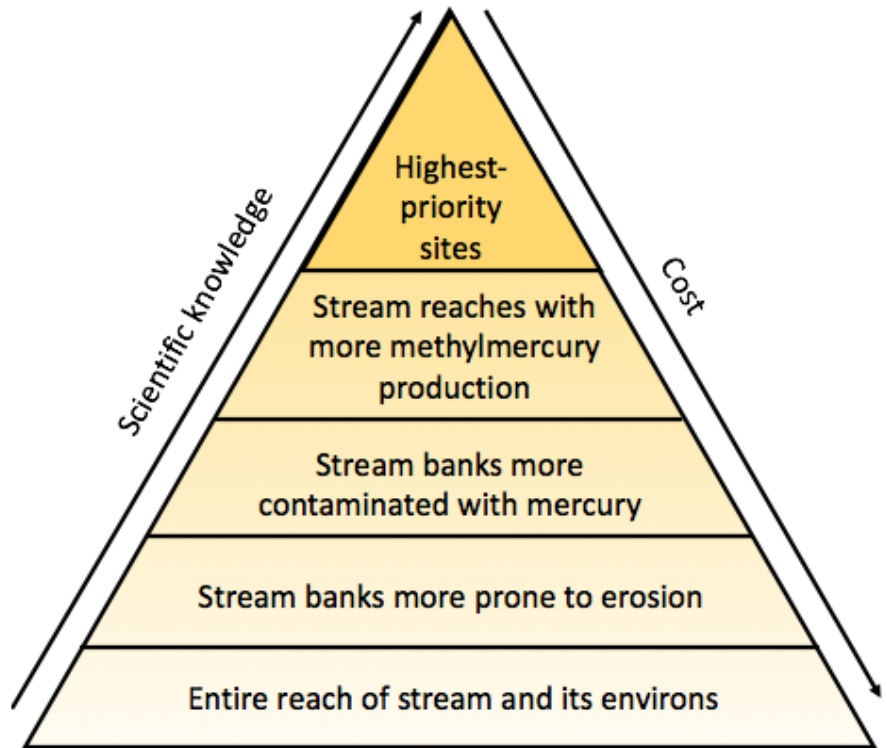 Highest-
priority
sites
Scientific knowledge
Cost
Stream reaches with
more methylmercury
production
Stream banks more
contaminated with mercury
Stream banks more prone to erosion
Entire reach of stream and its environs